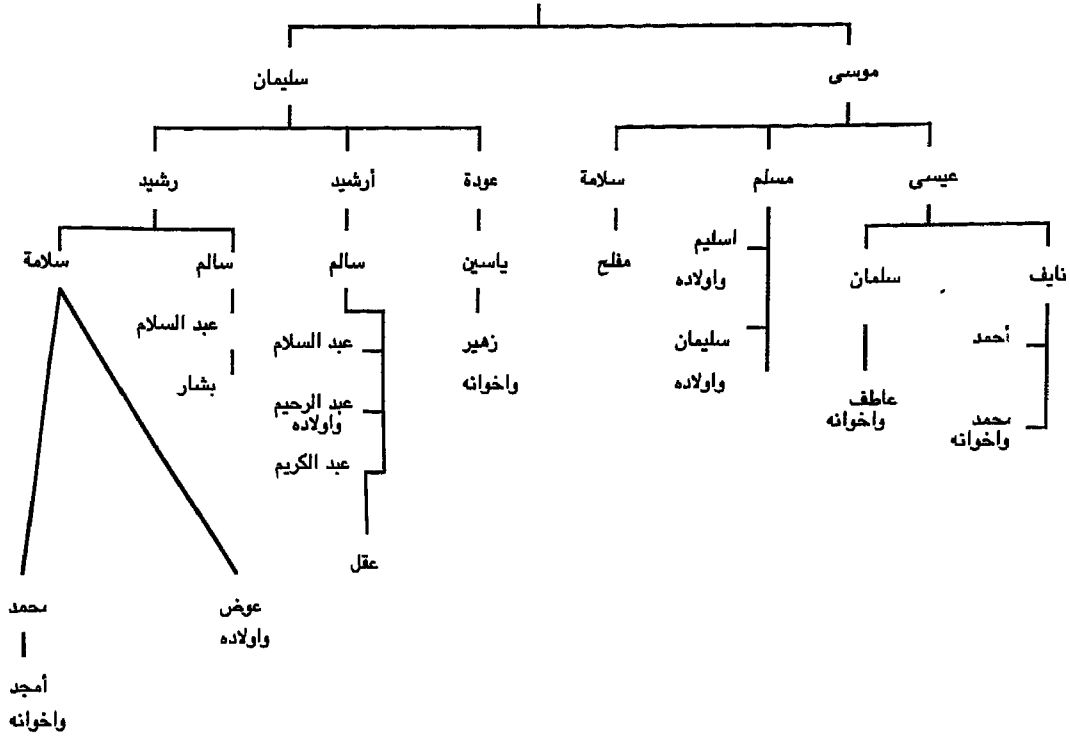 موسى
سليمان
عيسى
مسلم
سلامة
عودة
أرشيد
رشيد
نايف
سلمان
اسليم
واولاده
مفلح
ياسين
سالم
سالم
سلامة
أحمد
سليمان
واولاده
زهير
واخوانه
عبد السلام
عبد السلام
محمد
واخوانه
عاطف
واخوانه
عبد الرحيم
واولاده
بشار
عبد الكريم
عقل
عوض
واولاده
محمد
أمجد
واخوانه